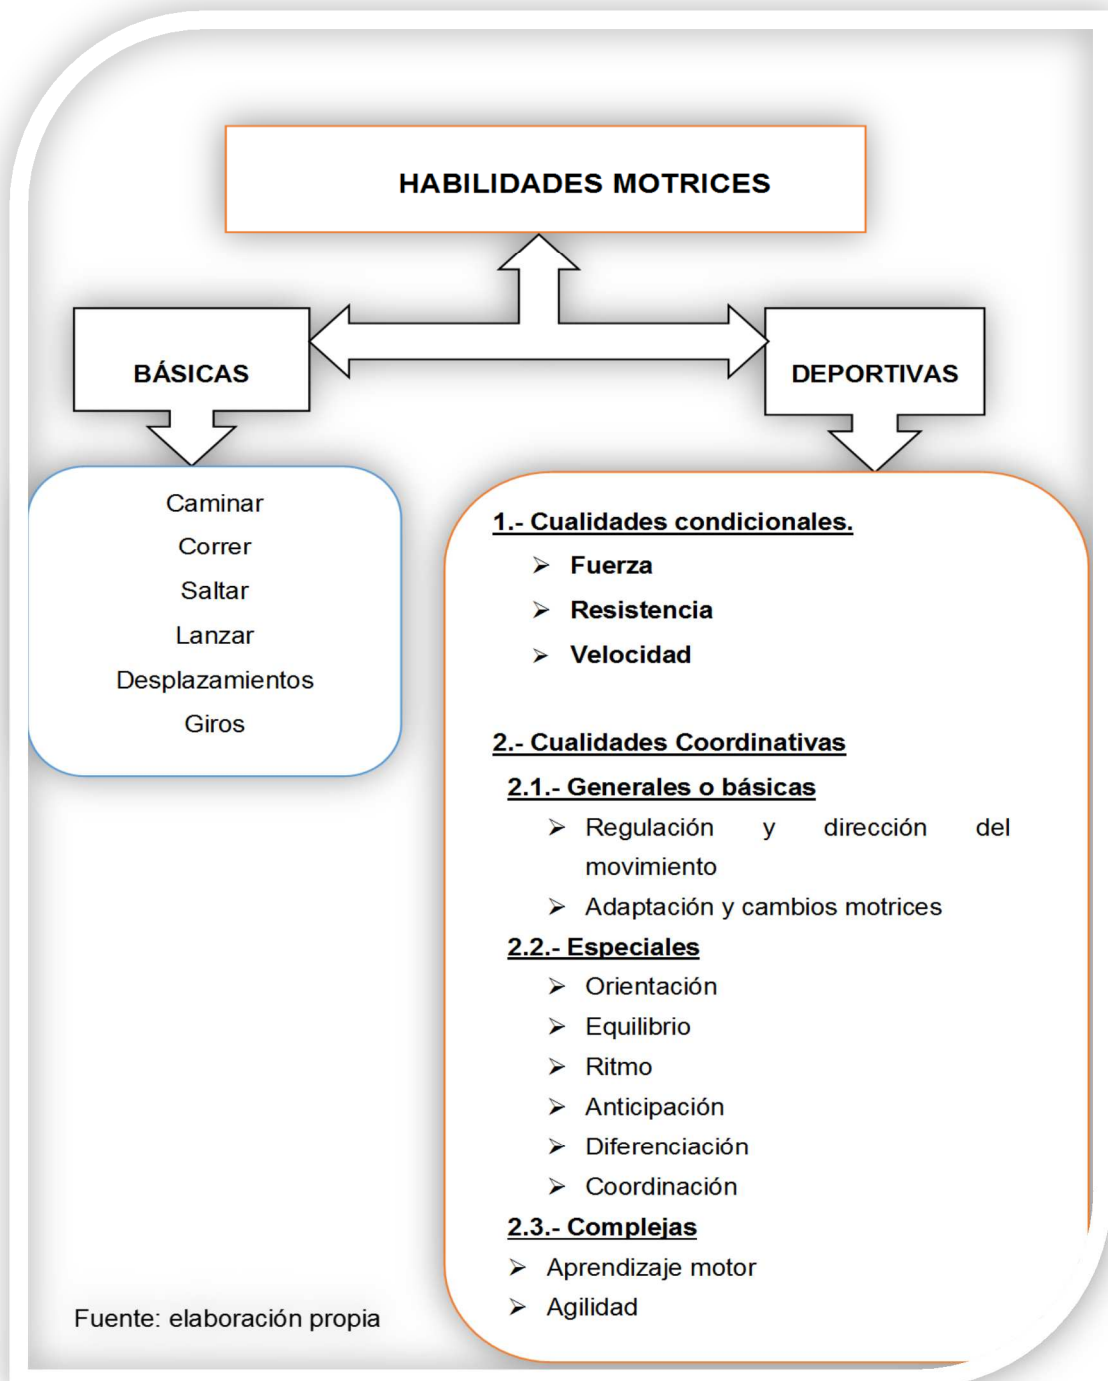 HABILIDADES MOTRICES
BÁSICAS
DEPORTIVAS
Caminar
Correr
Saltar
Lanzar
Desplazamientos
Giros
1.- Cualidades condicionales.
➢ Fuerza
➢ Resistencia
➢ Velocidad
2.- Cualidades Coordinativas
2.1.- Generales o básicas
➢ Regulación y dirección del
movimiento
➢ Adaptación y cambios motrices
2.2.- Especiales
➢ Orientación
➢ Equilibrio
➢ Ritmo
➢ Anticipación
➢ Diferenciación
➢ Coordinación
2.3.- Complejas
➢ Aprendizaje motor
➢ Agilidad
Fuente: elaboración propia